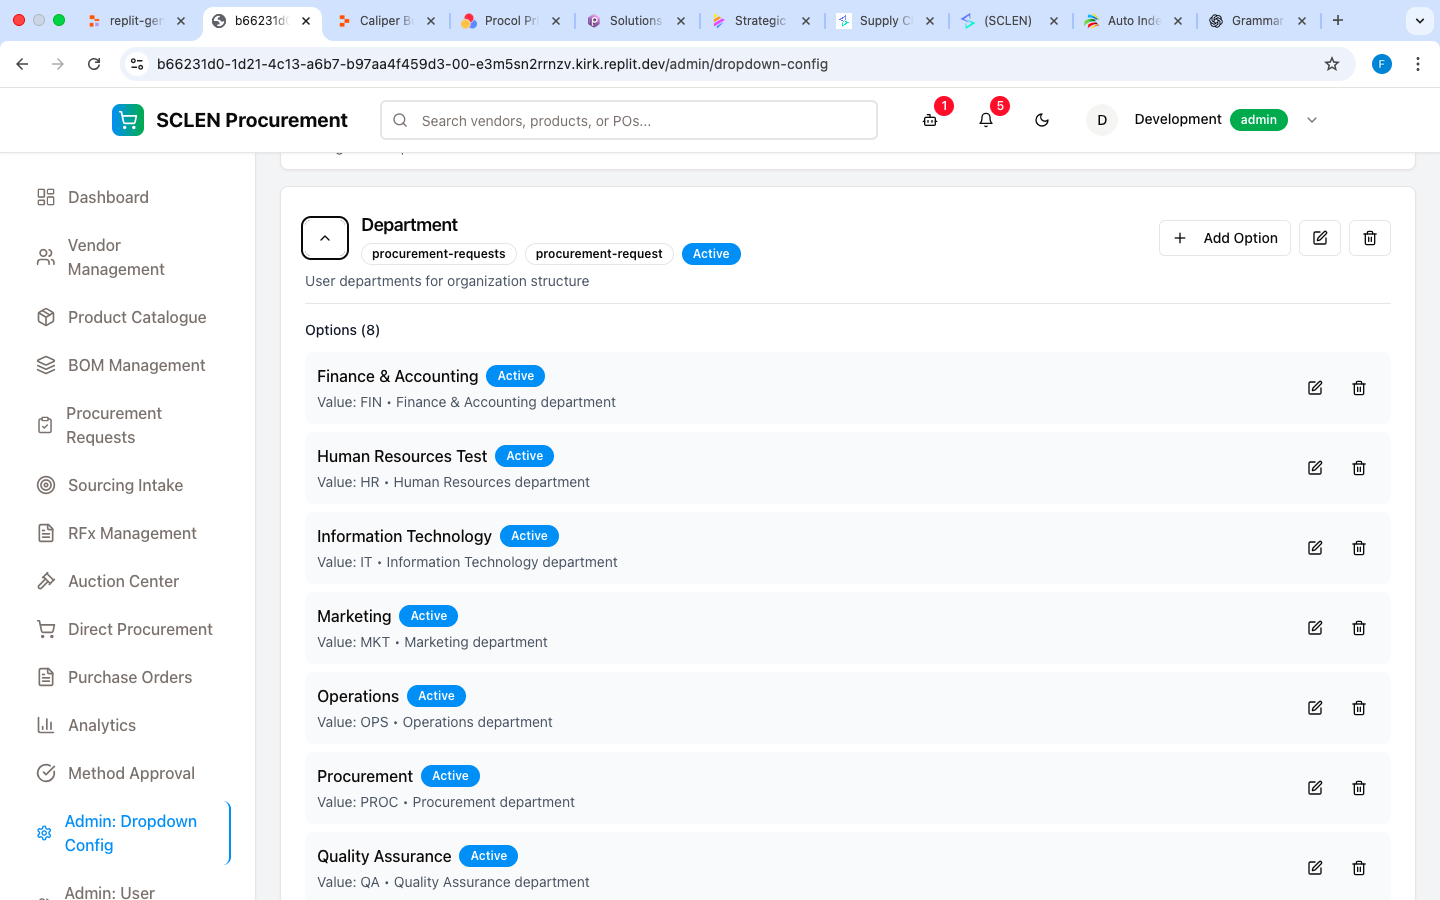 replit-gen
b66231d0
Caliper Bu
Procol Pri
Solutions
Strategic
Supply C
(SCLEN)
Auto Inde
Grammar
b66231d0-1d21-4c13-a6b7-b97aa4f459d3-00-e3m5sn2rrnzv.kirk.replit.dev/admin/dropdown-config
F
SCLEN Procurement
Search vendors, products, or POs...
1
5
D
Development
admin
Dashboard
Vendor
Management
Product Catalogue
BOM Management
Procurement
Requests
Sourcing Intake
RFx Management
Auction Center
Direct Procurement
Purchase Orders
Analytics
Method Approval
Admin: Dropdown
Config
Admin: User
Department
procurement-requests
procurement-request
Active
Add Option
User departments for organization structure
Options (8)
Finance & Accounting Active
Value: FIN • Finance & Accounting department
Human Resources Test Active
Value: HR • Human Resources department
Information Technology Active
Value: IT • Information Technology department
Marketing Active
Value: MKT • Marketing department
Operations Active
Value: OPS • Operations department
Procurement Active
Value: PROC • Procurement department
Quality Assurance Active
Value: QA • Quality Assurance department